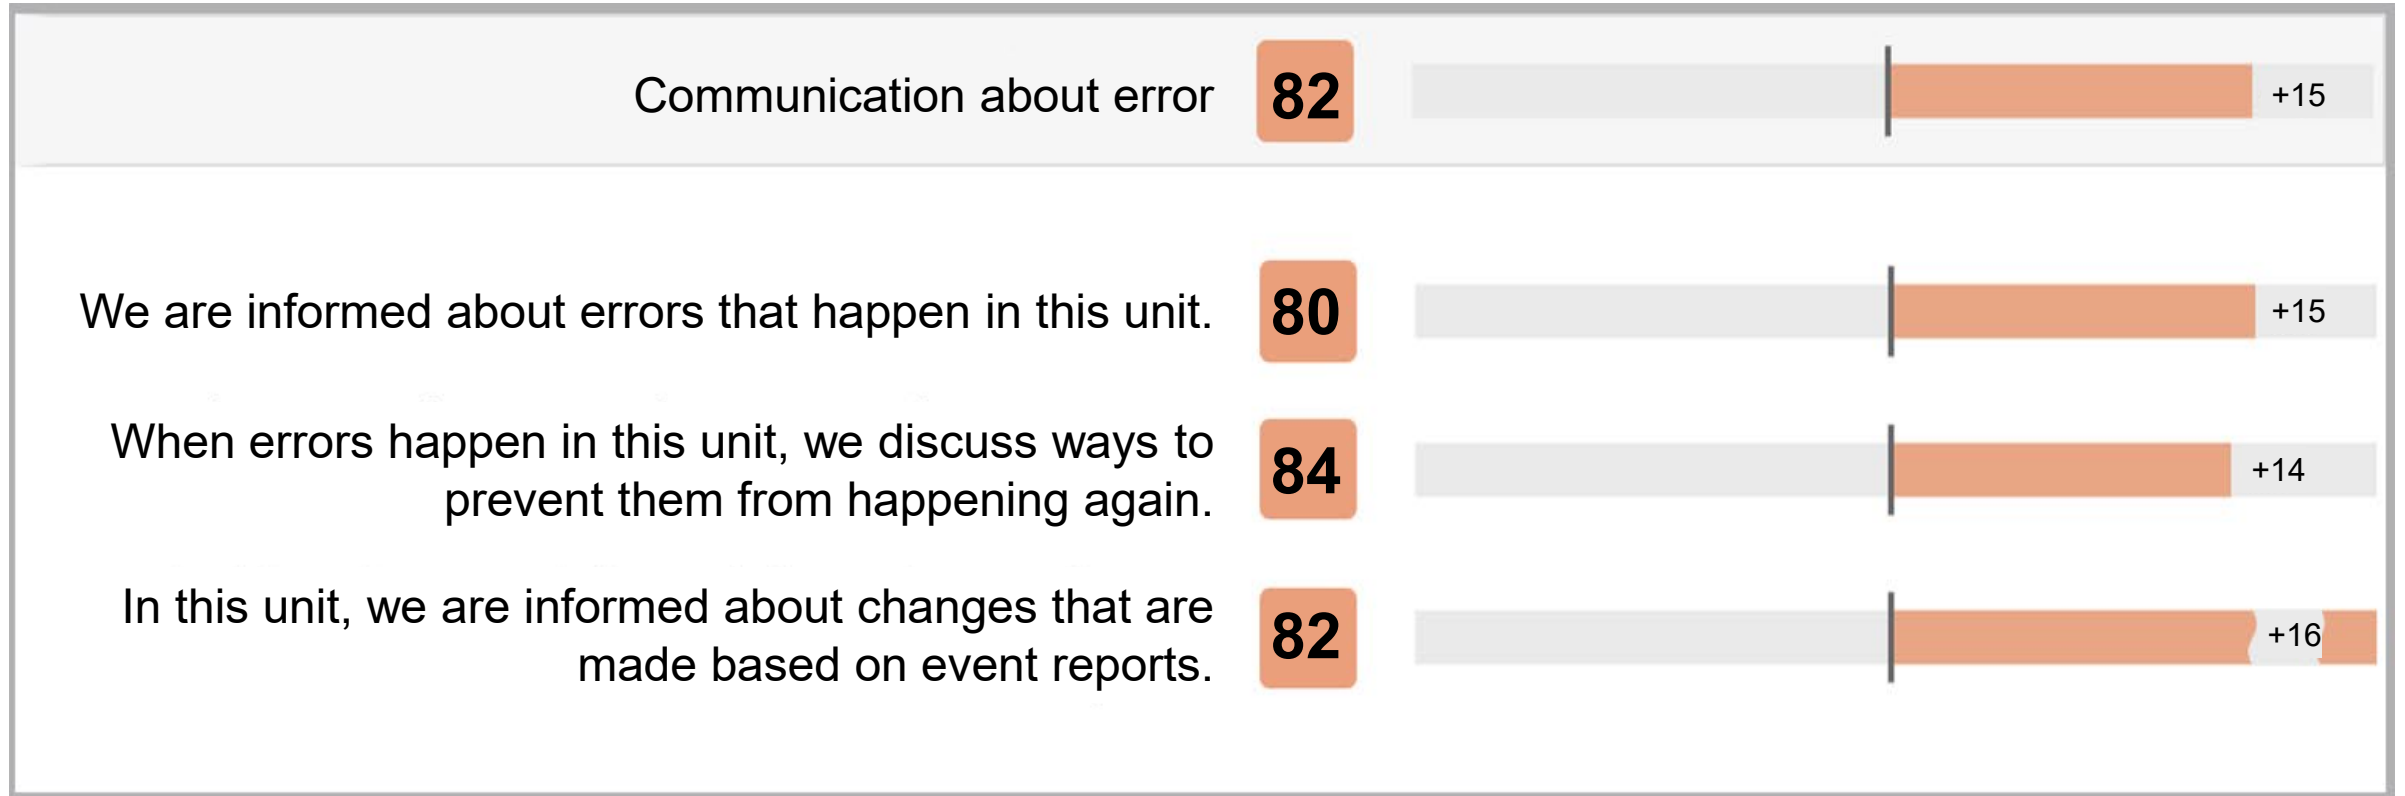 Communication about error 82 +15
We are informed about errors that happen in this unit. 80 +15
When errors happen in this unit, we discuss ways to
prevent them from happening again. 84 +14
In this unit, we are informed about changes that are
made based on event reports. 82 +16